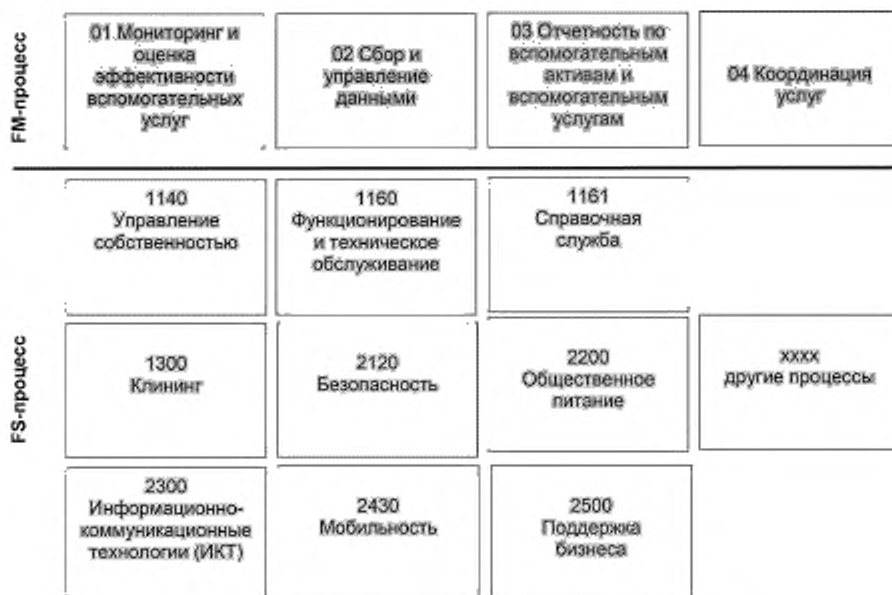 FM-процесс
01 Мониторинг и
оценка
эффективности
вспомогательных
услуг
02 Сбор и
управление
данными
03 Отчетность по
вспомогательным
активам и
вспомогательным
услугам
04 Координация
услуг
FS-процесс
1140
Управление
собственностью
1160
Функционирование
и техническое
обслуживание
1161
Справочная
служба
1300
Клининг
2120
Безопасность
2200
Общественное
питание
xxxx
другие процессы
2300
Информационно-
коммуникационные
технологии (ИКТ)
2430
Мобильность
2500
Поддержка
бизнеса